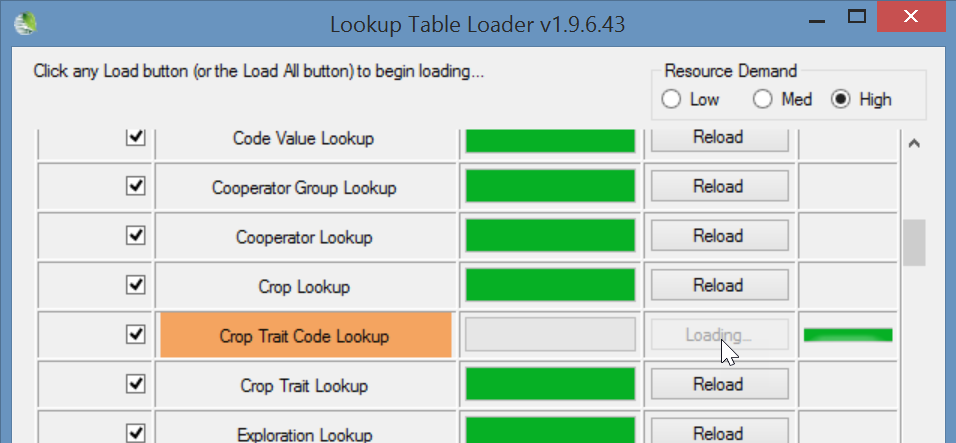 Lookup Table Loader v1.9.6.43
Click any Load button (or the Load All button) to begin loading...
Resource Demand
Low Med High
Code Value Lookup Reload
Cooperator Group Lookup Reload
Cooperator Lookup Reload
Crop Lookup Reload
Crop Trait Code Lookup Loading...
Crop Trait Lookup Reload
Exploration Lookup Reload